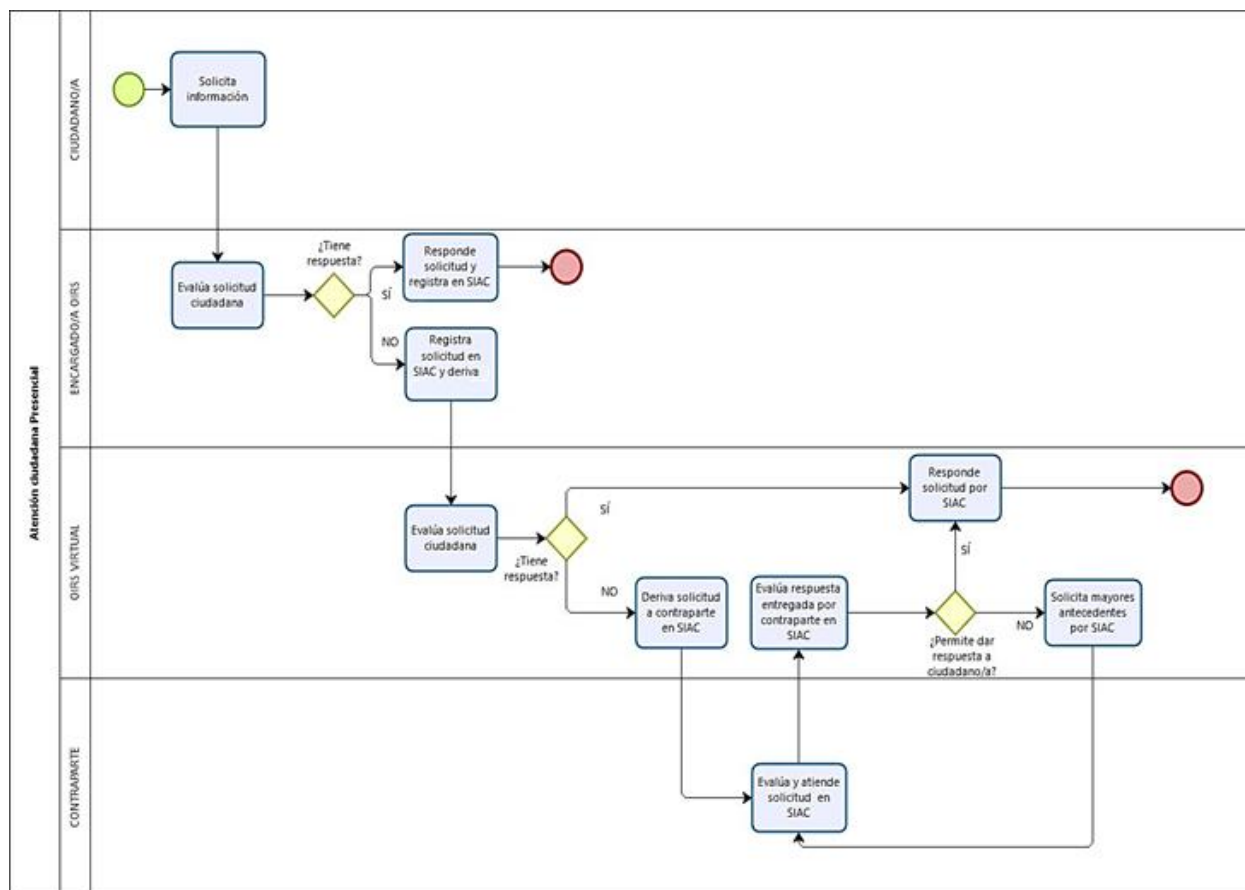 Atención ciudadana Presencial
CIUDADANO/A
Solicita
información
ENCARGADO/A OIRS
Evalúa solicitud
ciudadana
¿Tiene
respuesta?
SÍ
NO
Responde
solicitud y
registra en SIAC
Registra
solicitud en
SIAC y deriva
OIRS VIRTUAL
Evalúa solicitud
ciudadana
¿Tiene
respuesta?
SÍ
NO
Deriva solicitud
a contraparte
en SIAC
Evalúa respuesta
entregada por
contraparte en
SIAC
¿Permite dar
respuesta a
ciudadano/a?
SÍ
NO
Responde
solicitud por
SIAC
Solicita mayores
antecedentes
por SIAC
CONTRAPARTE
Evalúa y atiende
solicitud en
SIAC